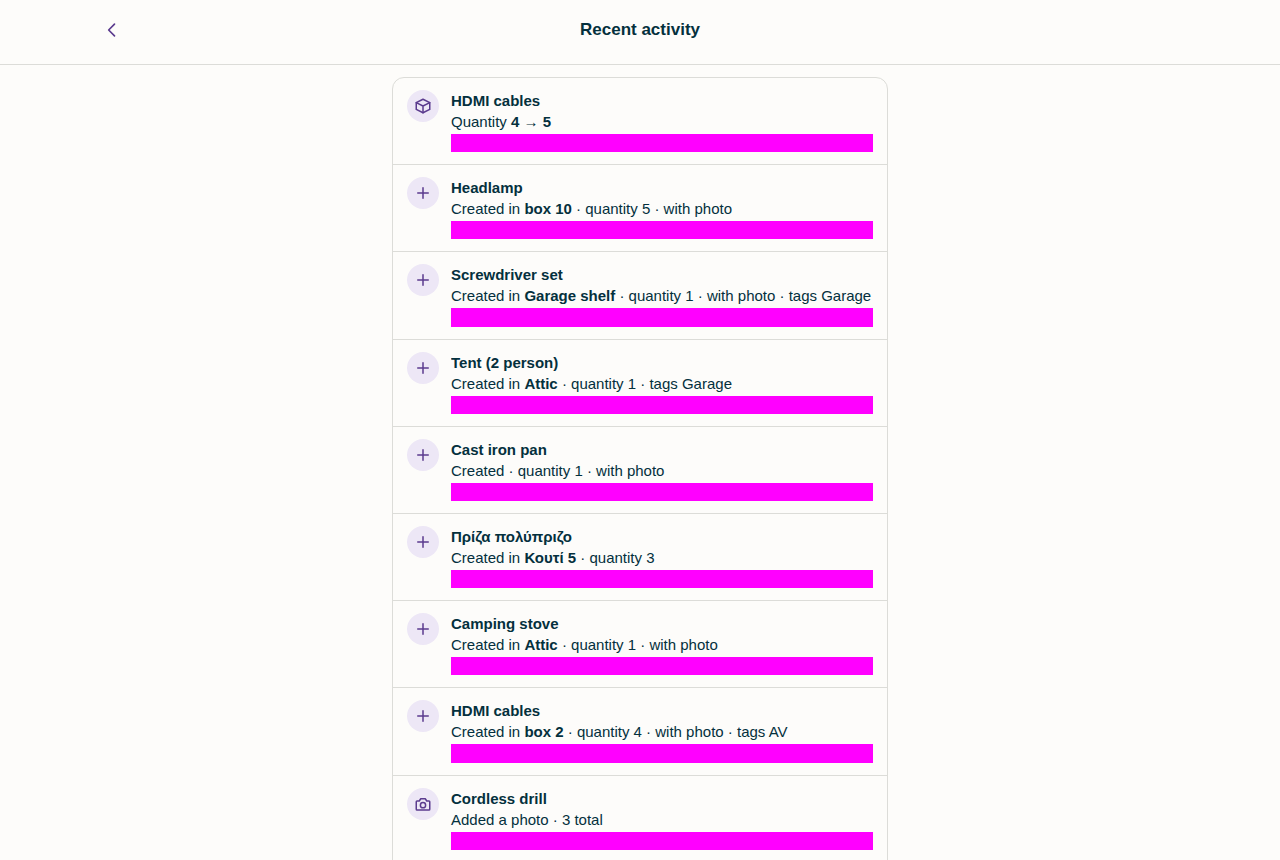 Recent activity
HDMI cables
Quantity 4 → 5
Headlamp
Created in box 10 · quantity 5 · with photo
Screwdriver set
Created in Garage shelf · quantity 1 · with photo · tags Garage
Tent (2 person)
Created in Attic · quantity 1 · tags Garage
Cast iron pan
Created · quantity 1 · with photo
Πρίζα πολύπριζο
Created in Κουτί 5 · quantity 3
Camping stove
Created in Attic · quantity 1 · with photo
HDMI cables
Created in box 2 · quantity 4 · with photo · tags AV
Cordless drill
Added a photo · 3 total